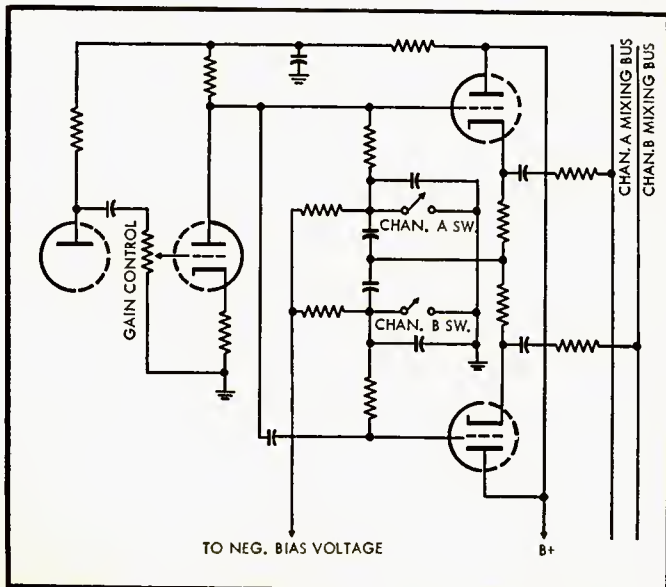 CHAN. A MIXING BUS
CHAN. B MIXING BUS
GAIN CONTROL
CHAN. A SW.
CHAN. B SW.
TO NEG. BIAS VOLTAGE
B+